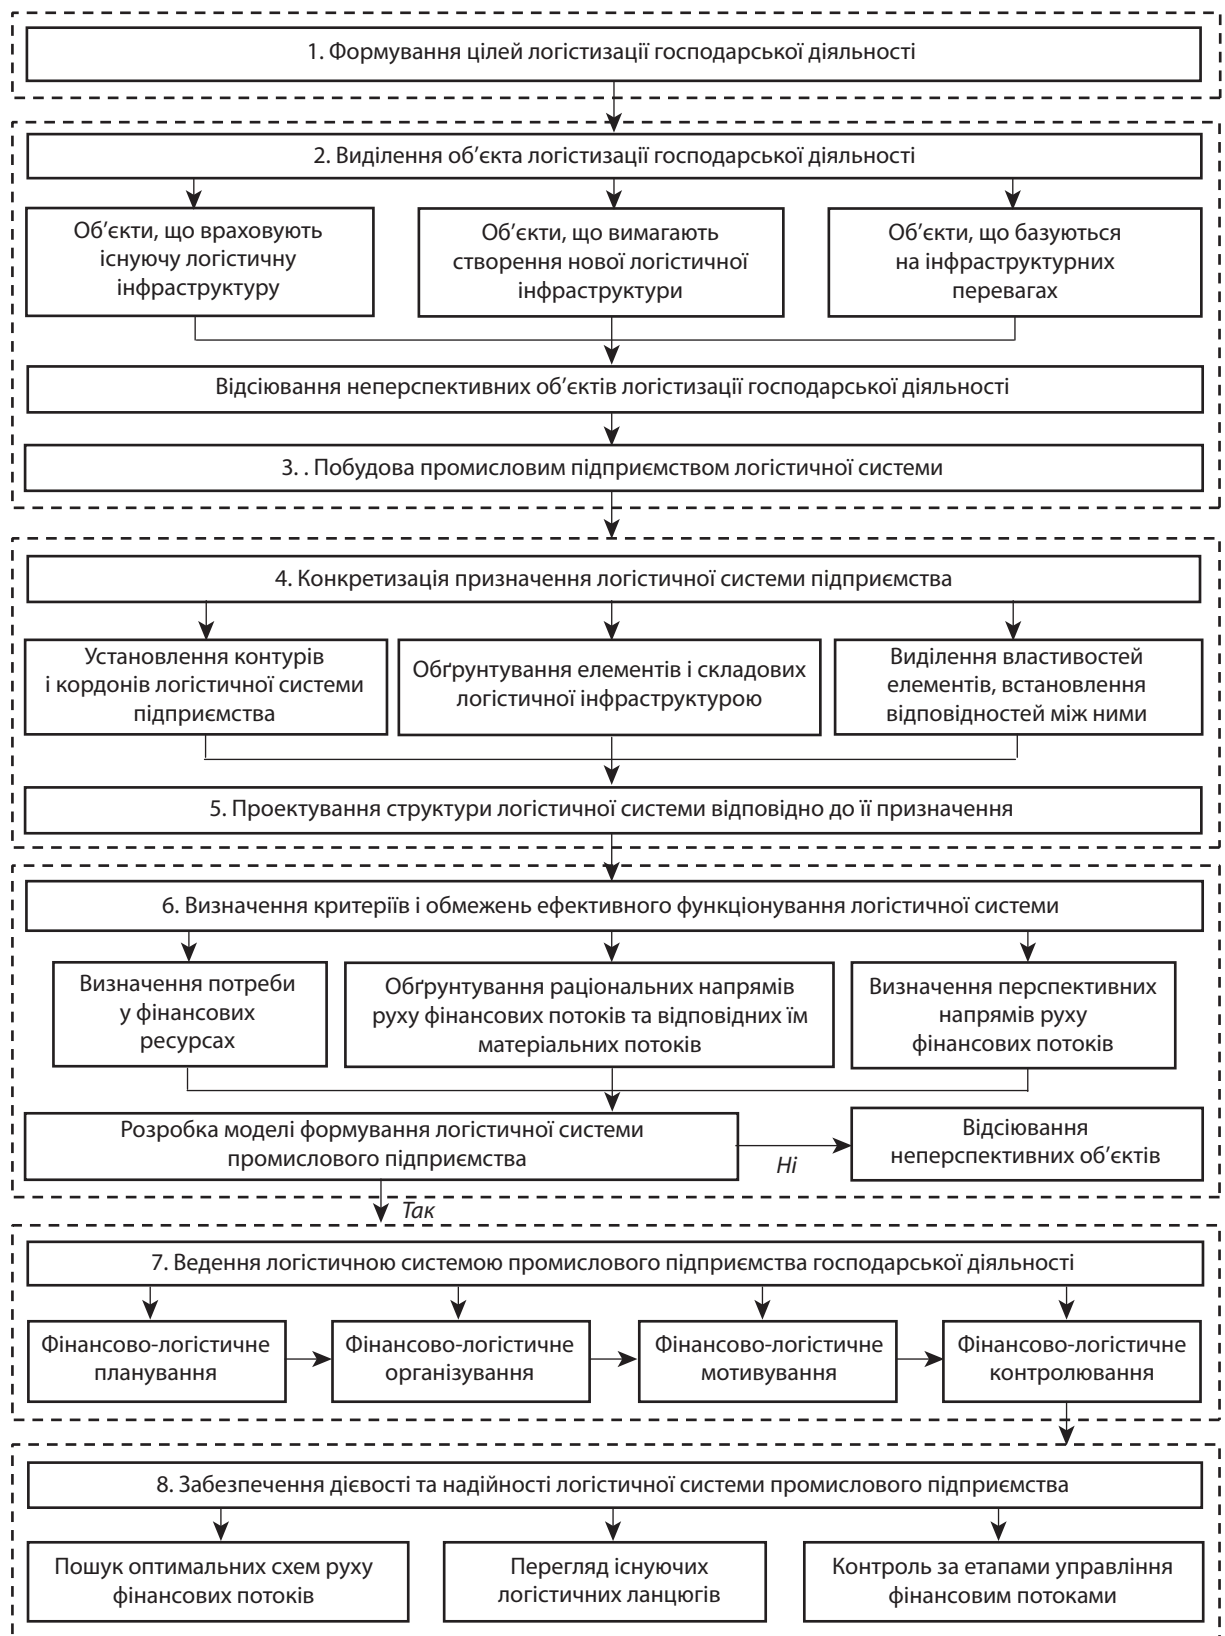 1. Формування цілей логістизації господарської діяльності
2. Виділення об’єкта логістизації господарської діяльності
Об’єкти, що враховують
існуючу логістичну
інфраструктуру
Об’єкти, що вимагають
створення нової логістичної
інфраструктури
Об’єкти, що базуються
на інфраструктурних
перевагах
Відсіювання неперспективних об’єктів логістизації господарської діяльності
3. . Побудова промисловим підприємством логістичної системи
4. Конкретизація призначення логістичної системи підприємства
Установлення контурів
і кордонів логістичної системи
підприємства
Обґрунтування елементів і складових
логістичної інфраструктурою
Виділення властивостей
елементів, встановлення
відповідностей між ними
5. Проектування структури логістичної системи відповідно до її призначення
6. Визначення критеріїв і обмежень ефективного функціонування логістичної системи
Визначення потреби
у фінансових
ресурсах
Обґрунтування раціональних напрямів
руху фінансових потоків та відповідних їм
матеріальних потоків
Визначення перспективних
напрямів руху
фінансових потоків
Розробка моделі формування логістичної системи
промислового підприємства
Ні
Відсіювання
неперспективних об’єктів
Так
7. Ведення логістичною системою промислового підприємства господарської діяльності
Фінансово-логістичне
планування
Фінансово-логістичне
організування
Фінансово-логістичне
мотивування
Фінансово-логістичне
контролювання
8. Забезпечення дієвості та надійності логістичної системи промислового підприємства
Пошук оптимальних схем руху
фінансових потоків
Перегляд існуючих
логістичних ланцюгів
Контроль за етапами управління
фінансовим потоками